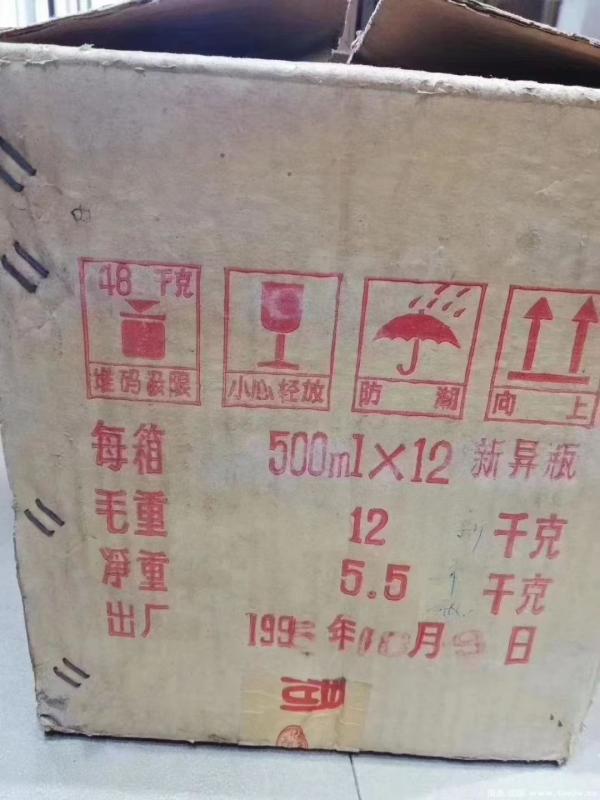 48 千克
堆码极限
小心轻放
防 潮
向 上
每箱 500ml×12 新异瓶
毛重 12 千克
净重 5.5 千克
出厂 199 年 月 日